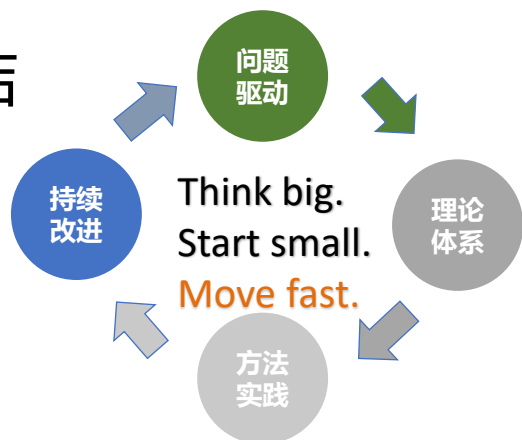 问题
驱动
持续
改进
Think big.
Start small.
Move fast.
理论
体系
方法
实践